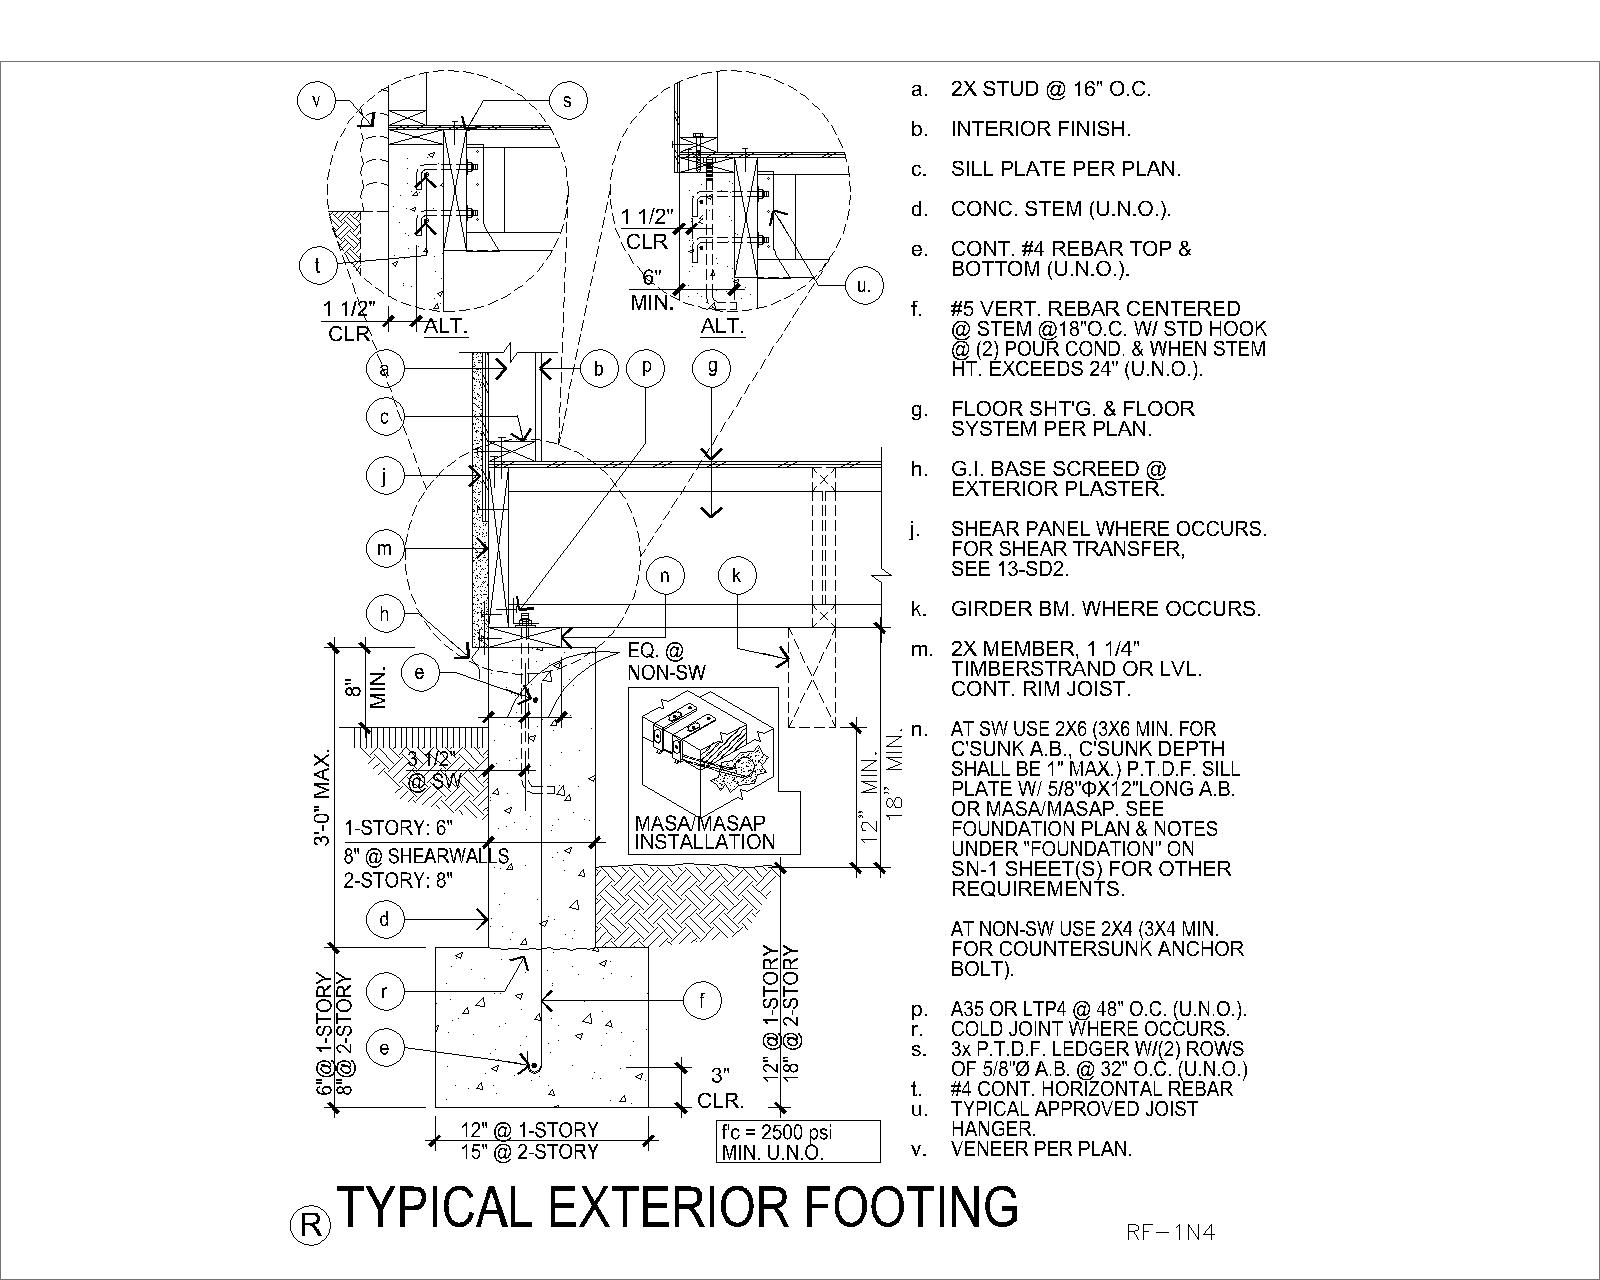 v
s
t
1 1/2"
CLR
ALT.
1 1/2"
CLR
6"
MIN.
u.
ALT.
a
b
p
g
c
j
m
n
k
h
e
EQ. @
NON-SW
8"
MIN.
3 1/2"
@ SW
3'-0" MAX.
1-STORY: 6"
8" @ SHEARWALLS
2-STORY: 8"
MASA/MASAP
INSTALLATION
12" MIN.
18" MIN.
d
r
f
e
6"@ 1-STORY
8"@ 2-STORY
12" @ 1-STORY
18" @ 2-STORY
3"
CLR.
12" @ 1-STORY
15" @ 2-STORY
f'c = 2500 psi
MIN. U.N.O.
a. 2X STUD @ 16" O.C.
b. INTERIOR FINISH.
c. SILL PLATE PER PLAN.
d. CONC. STEM (U.N.O.).
e. CONT. #4 REBAR TOP &
BOTTOM (U.N.O.).
f. #5 VERT. REBAR CENTERED
@ STEM @18"O.C. W/ STD HOOK
@ (2) POUR COND. & WHEN STEM
HT. EXCEEDS 24" (U.N.O.).
g. FLOOR SHT'G. & FLOOR
SYSTEM PER PLAN.
h. G.I. BASE SCREED @
EXTERIOR PLASTER.
j. SHEAR PANEL WHERE OCCURS.
FOR SHEAR TRANSFER,
SEE 13-SD2.
k. GIRDER BM. WHERE OCCURS.
m. 2X MEMBER, 1 1/4"
TIMBERSTRAND OR LVL.
CONT. RIM JOIST.
n. AT SW USE 2X6 (3X6 MIN. FOR
C'SUNK A.B., C'SUNK DEPTH
SHALL BE 1" MAX.) P.T.D.F. SILL
PLATE W/ 5/8"ΦX12"LONG A.B.
OR MASA/MASAP. SEE
FOUNDATION PLAN & NOTES
UNDER "FOUNDATION" ON
SN-1 SHEET(S) FOR OTHER
REQUIREMENTS.
AT NON-SW USE 2X4 (3X4 MIN.
FOR COUNTERSUNK ANCHOR
BOLT).
p. A35 OR LTP4 @ 48" O.C. (U.N.O.).
r. COLD JOINT WHERE OCCURS.
s. 3x P.T.D.F. LEDGER W/(2) ROWS
OF 5/8"Ø A.B. @ 32" O.C. (U.N.O.)
t. #4 CONT. HORIZONTAL REBAR
u. TYPICAL APPROVED JOIST
HANGER.
v. VENEER PER PLAN.
R TYPICAL EXTERIOR FOOTING
RF-1N4